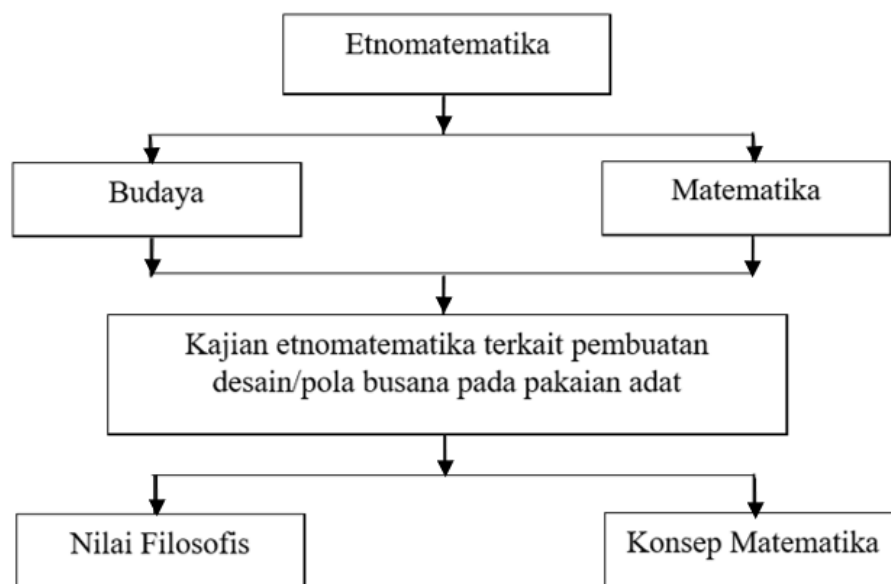 Etnomatematika
Budaya
Matematika
Kajian etnomatematika terkait pembuatan
desain/pola busana pada pakaian adat
Nilai Filosofis
Konsep Matematika